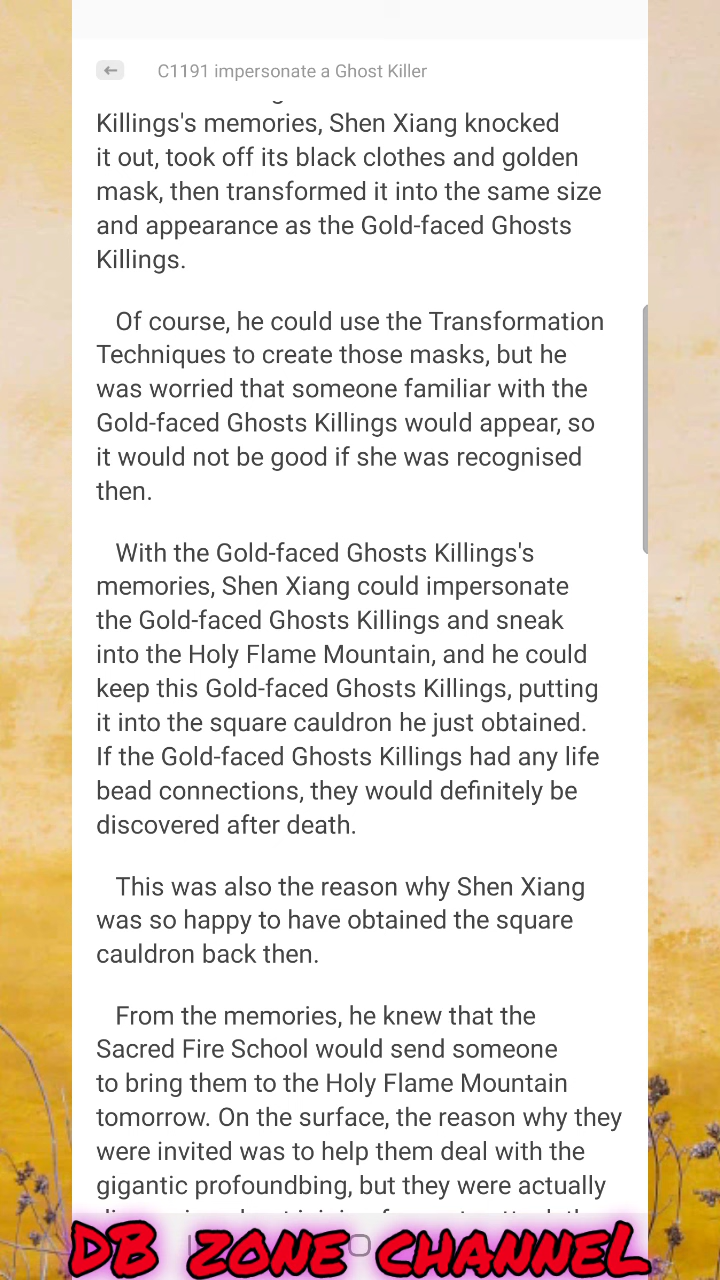 C1191 impersonate a Ghost Killer
Killings's memories, Shen Xiang knocked
it out, took off its black clothes and golden
mask, then transformed it into the same size
and appearance as the Gold-faced Ghosts
Killings.
Of course, he could use the Transformation
Techniques to create those masks, but he
was worried that someone familiar with the
Gold-faced Ghosts Killings would appear, so
it would not be good if she was recognised
then.
With the Gold-faced Ghosts Killings's
memories, Shen Xiang could impersonate
the Gold-faced Ghosts Killings and sneak
into the Holy Flame Mountain, and he could
keep this Gold-faced Ghosts Killings, putting
it into the square cauldron he just obtained.
If the Gold-faced Ghosts Killings had any life
bead connections, they would definitely be
discovered after death.
This was also the reason why Shen Xiang
was so happy to have obtained the square
cauldron back then.
From the memories, he knew that the
Sacred Fire School would send someone
to bring them to the Holy Flame Mountain
tomorrow. On the surface, the reason why they
were invited was to help them deal with the
gigantic profoundbing, but they were actually
DB ZONE CHANNEL